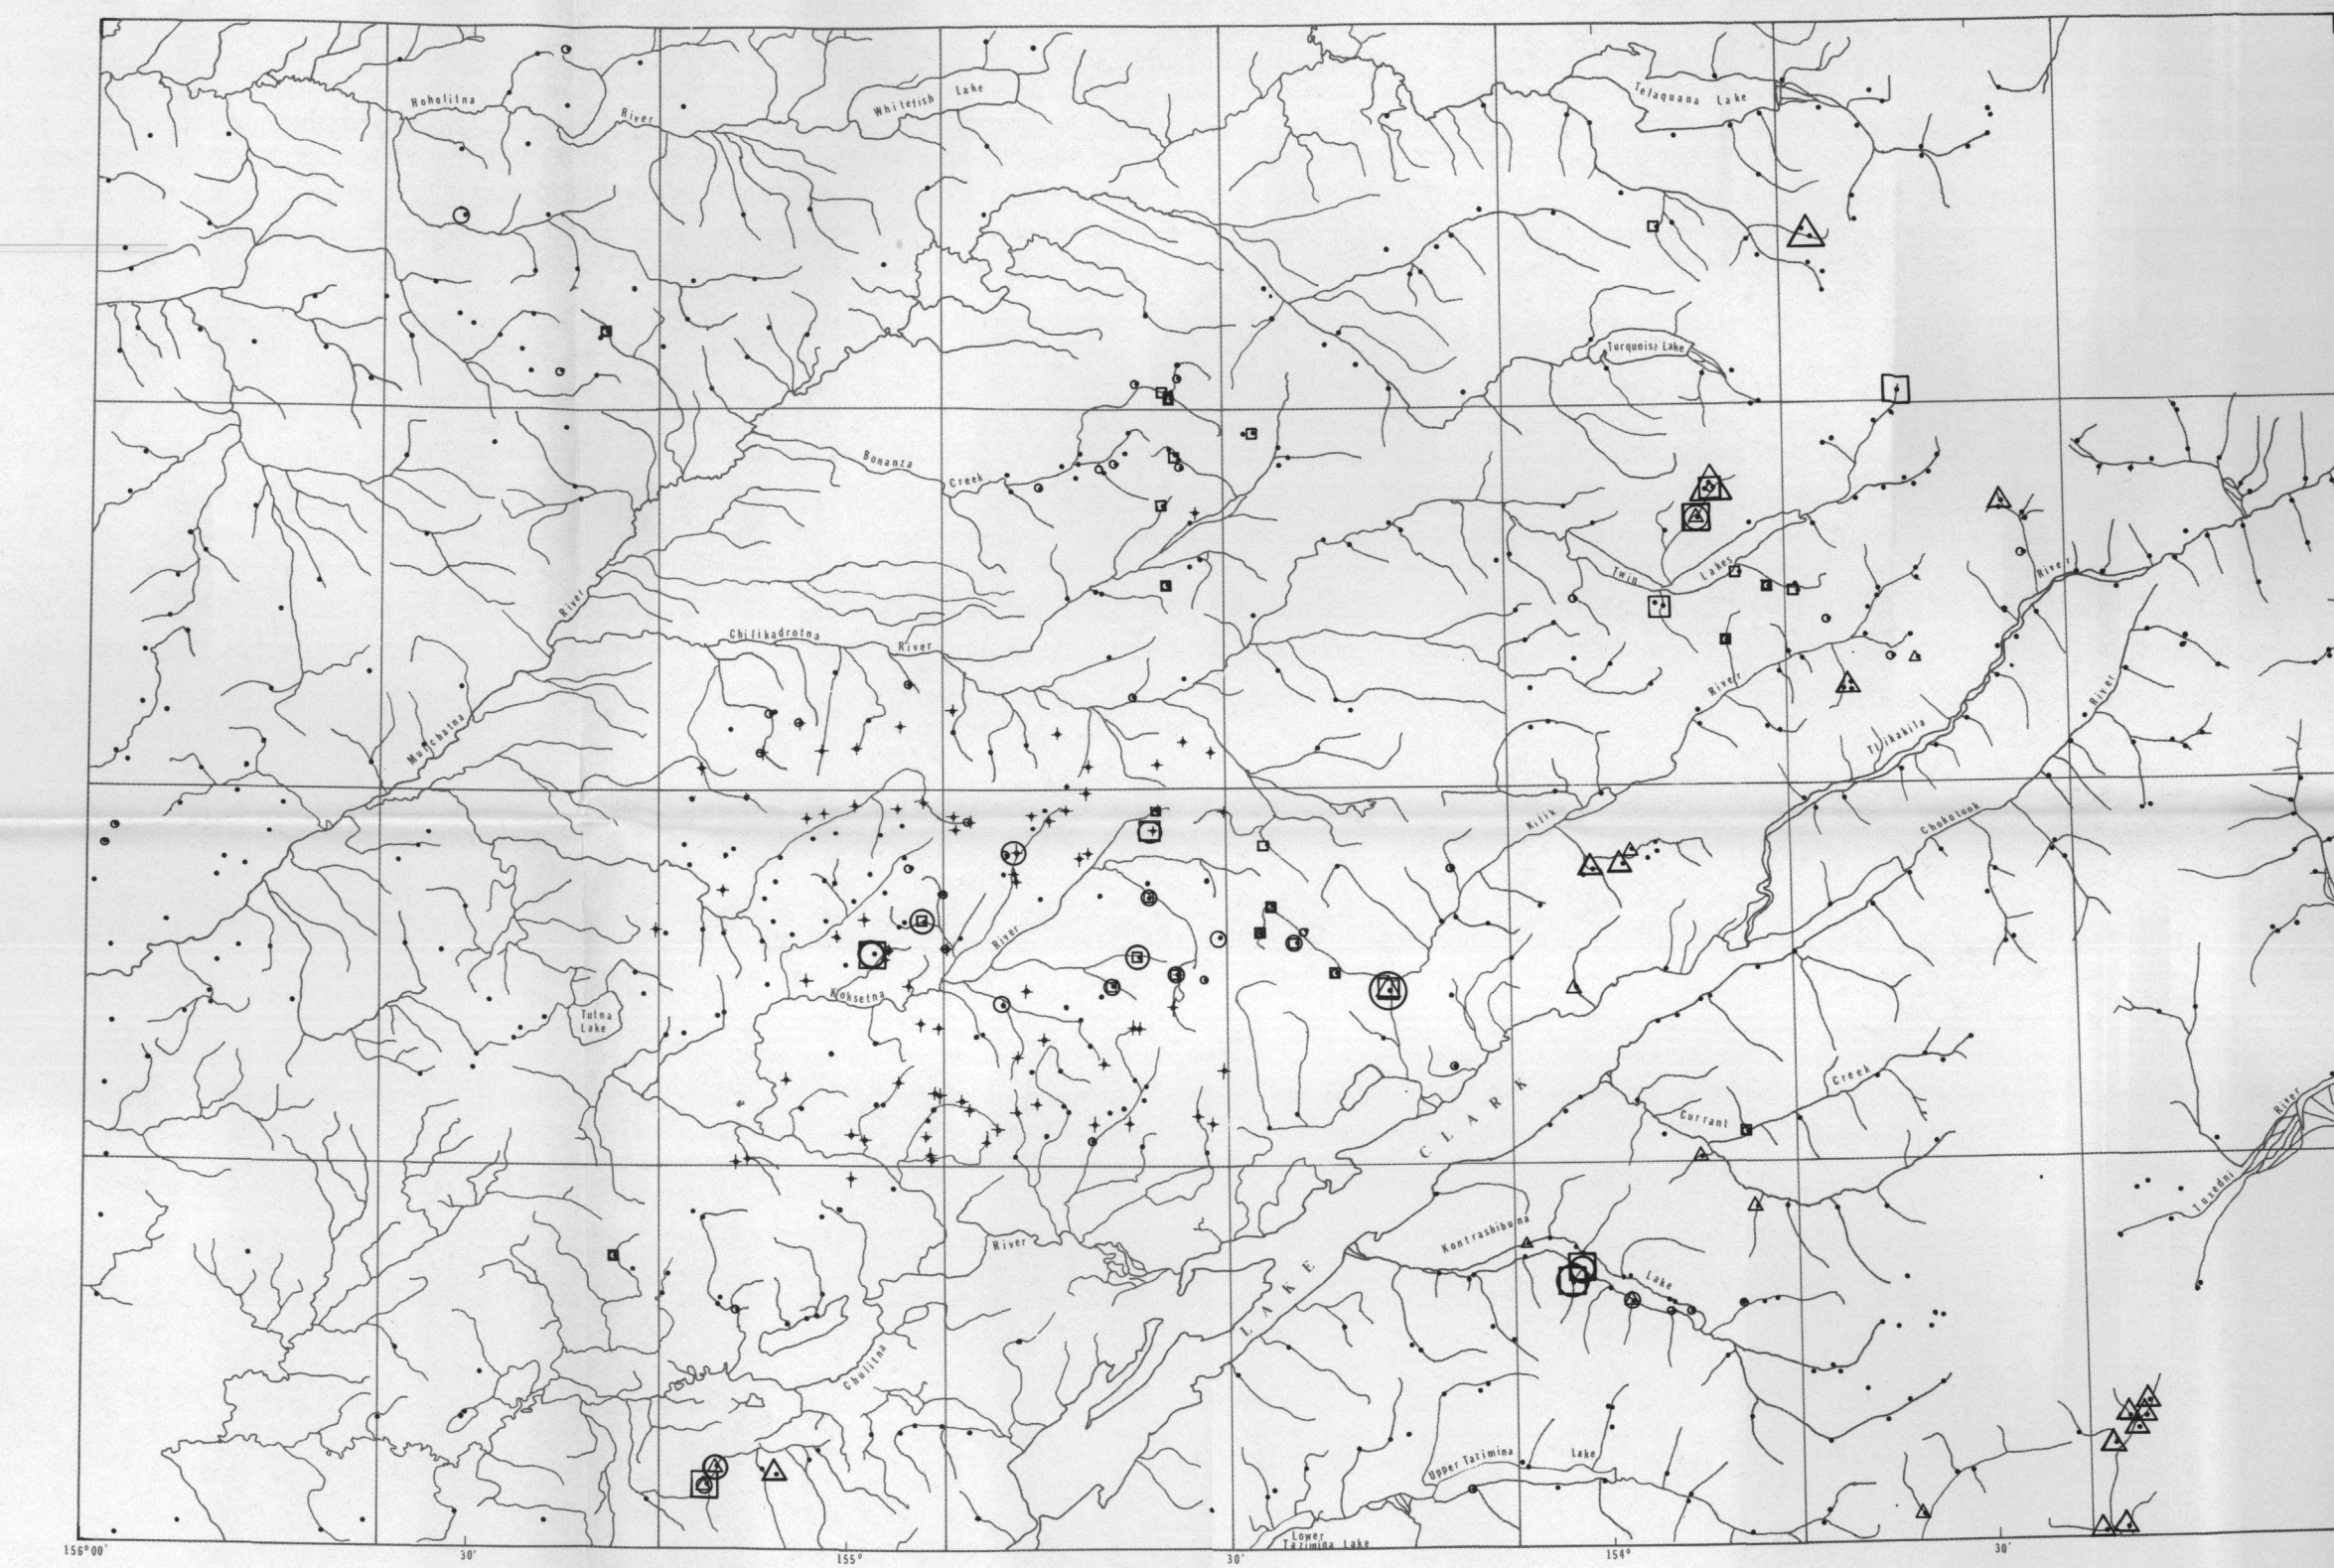 Hoholitna
River
Whitefish Lake
Telaquana Lake
Turquoise Lake
Bonanza
Creek
Twin Lakes
River
River
Chilikadrotna
River
River
River
Mulchatna
Tlikakila
Kijik
Chokotonk
River
Koksetna
Tutna
Lake
Creek
Currant
CLARK
River
Tuxedni
Kontrashibuna
River
Lake
LAKE
Chulitna
Upper Tazimina Lake
Lower
Tazimina Lake
156°00'
30'
155°
30'
154°
30'